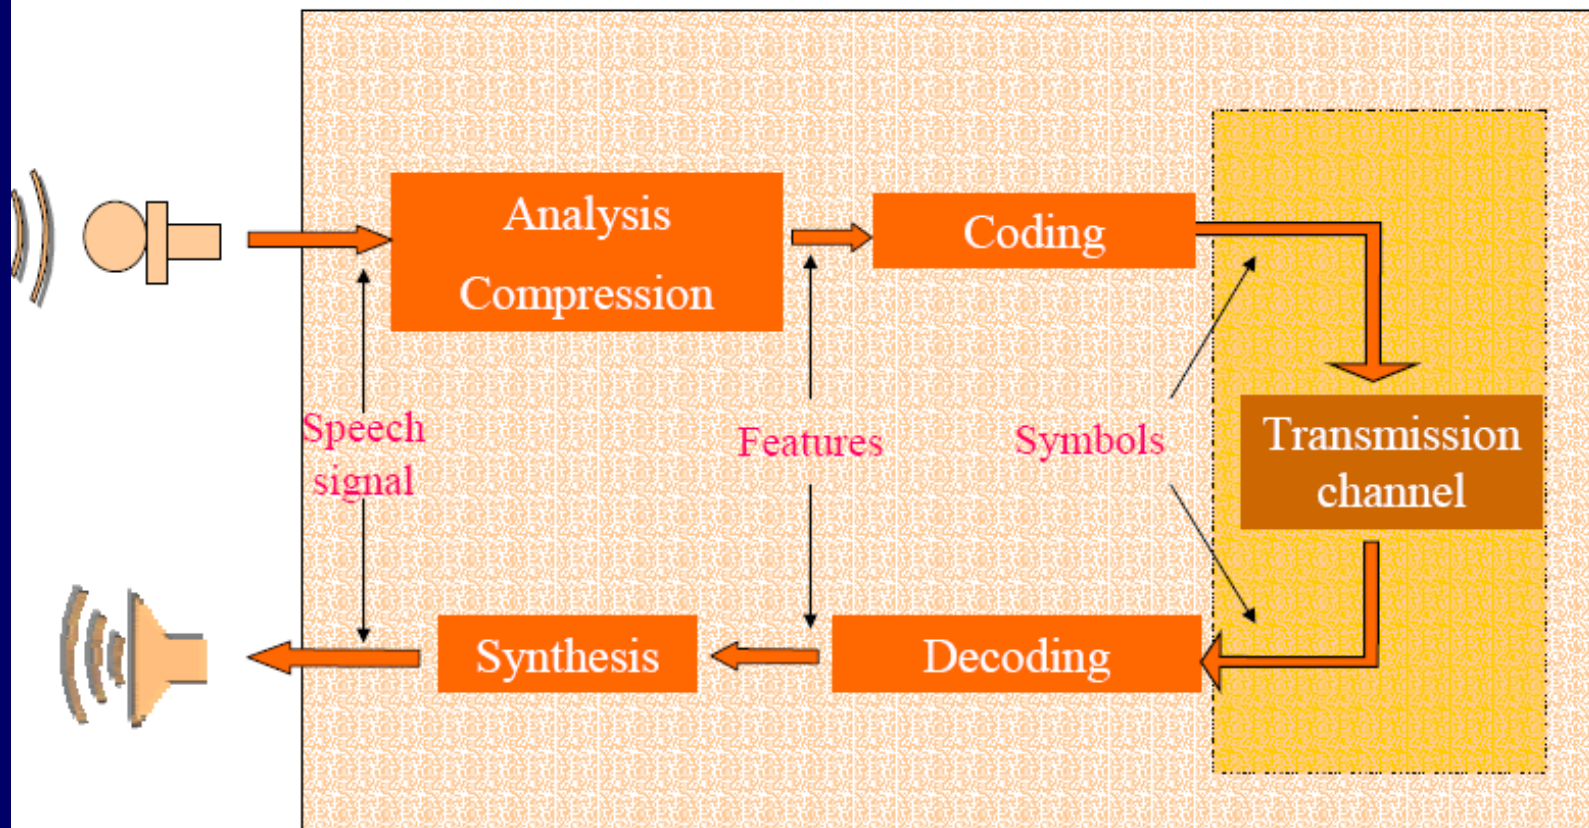 Analysis
Compression
Coding
Speech
signal
Features
Symbols
Transmission
channel
Synthesis
Decoding